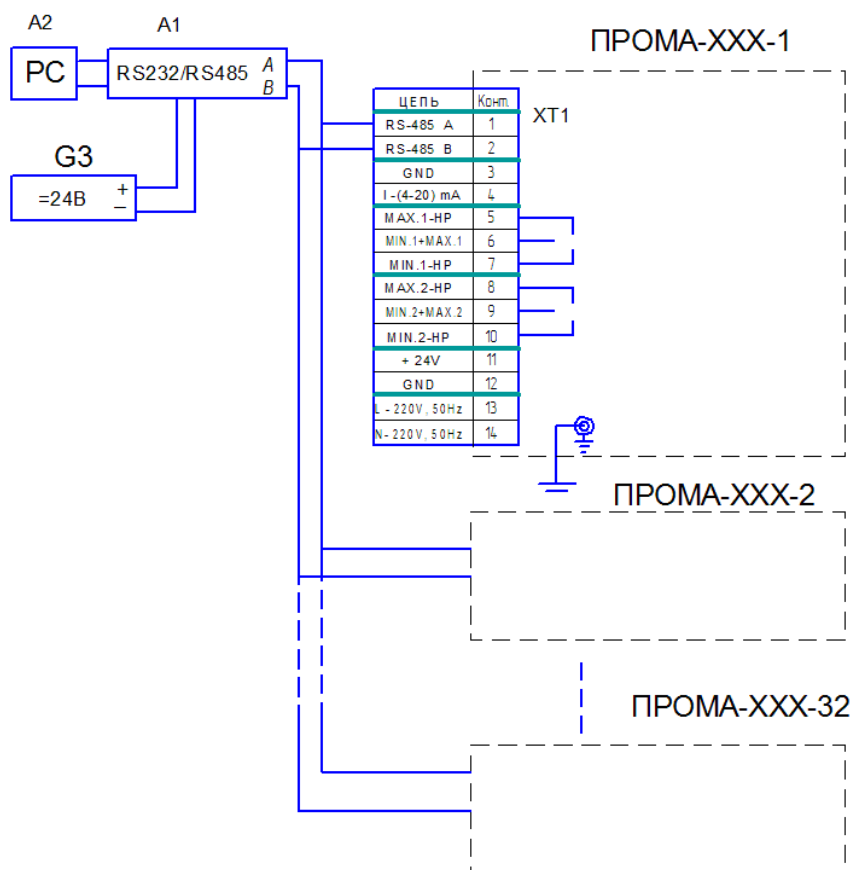 A2
A1
ПРОМА-XXX-1
PC
RS232/RS485
A
B
ЦЕПЬ Конт.
XT1
RS-485 A 1
RS-485 B 2
GND 3
I-(4-20) mA 4
MAX.1-HP 5
MIN.1+MAX.1 6
MIN.1-HP 7
MAX.2-HP 8
MIN.2+MAX.2 9
MIN.2-HP 10
+ 24V 11
GND 12
L - 220V, 50Hz 13
N- 220V, 50Hz 14
G3
=24В + –
ПРОМА-XXX-2
ПРОМА-XXX-32